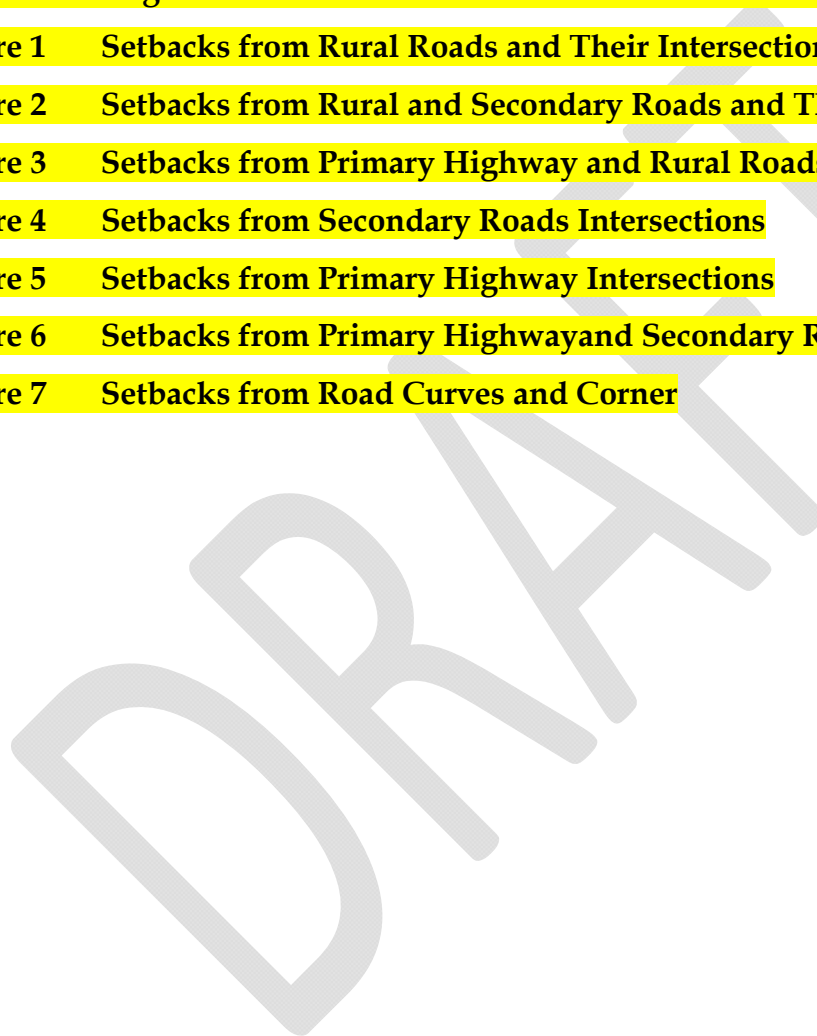 re 1 Setbacks from Rural Roads and Their Intersection
re 2 Setbacks from Rural and Secondary Roads and
re 3 Setbacks from Primary Highway and Rural Roads
re 4 Setbacks from Secondary Roads Intersections
re 5 Setbacks from Primary Highway Intersections
re 6 Setbacks from Primary Highwayand Secondary R
re 7 Setbacks from Road Curves and Corner
DRAFT